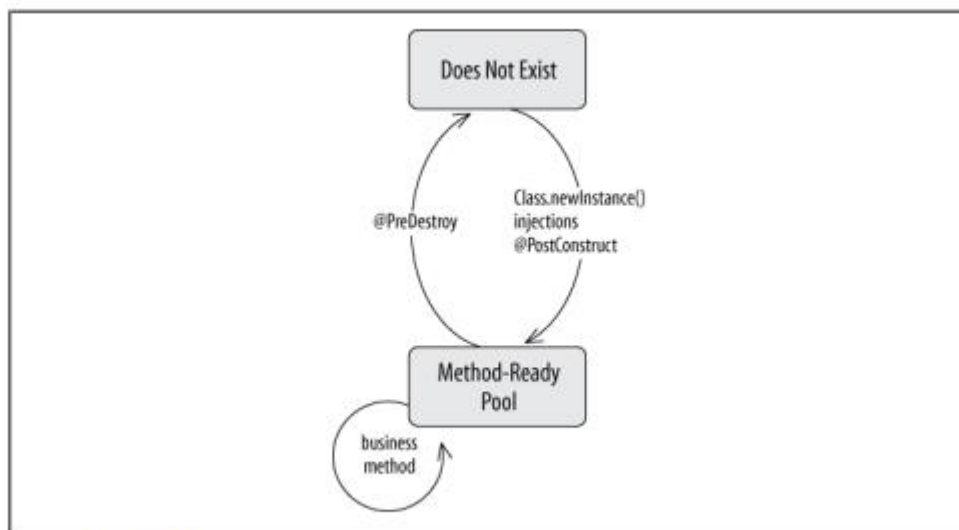 Does Not Exist
@PreDestroy
Class.newInstance()
injections
@PostConstruct
Method-Ready
Pool
business
method